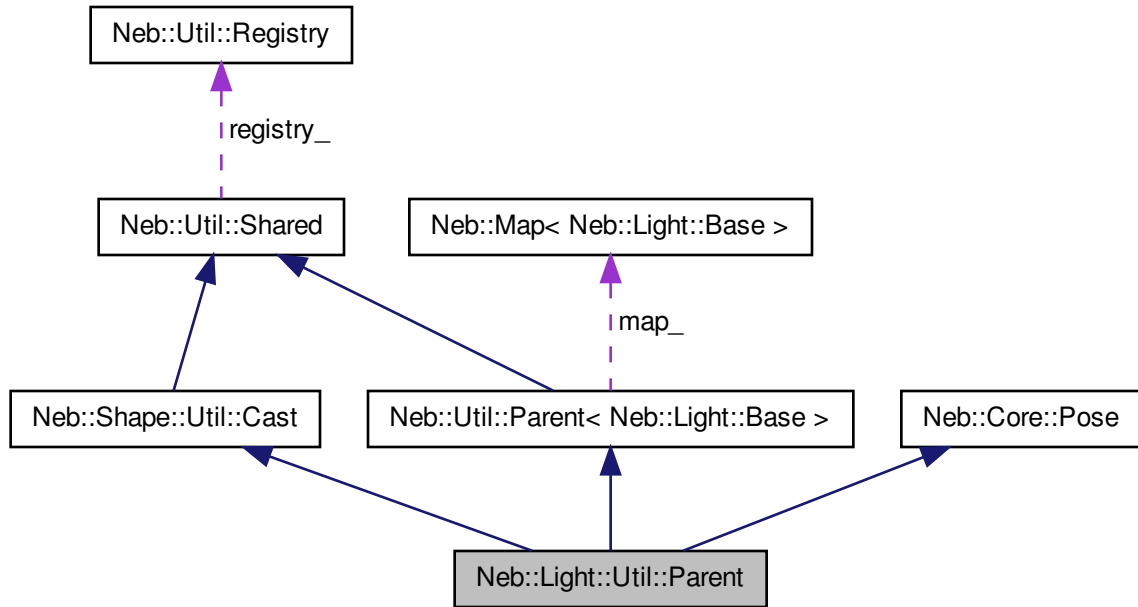 Neb::Util::Registry
registry_
Neb::Util::Shared
Neb::Map< Neb::Light::Base >
map_
Neb::Shape::Util::Cast
Neb::Util::Parent< Neb::Light::Base >
Neb::Core::Pose
Neb::Light::Util::Parent